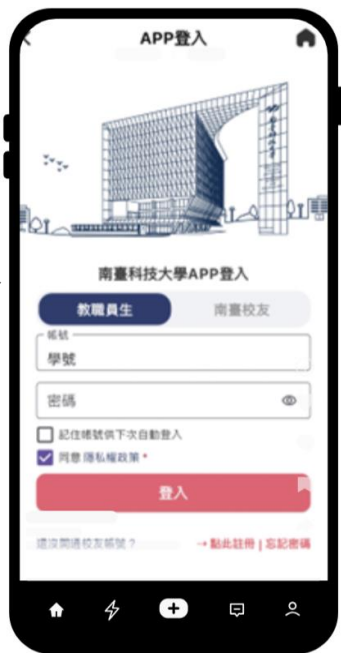 APP登入
南臺科技大學APP登入
教職員生 南臺校友
帳號
學號
密碼
記住帳號供下次自動登入
同意 隱私權政策 *
登入
還沒開通校友帳號? →點此註冊 | 忘記密碼